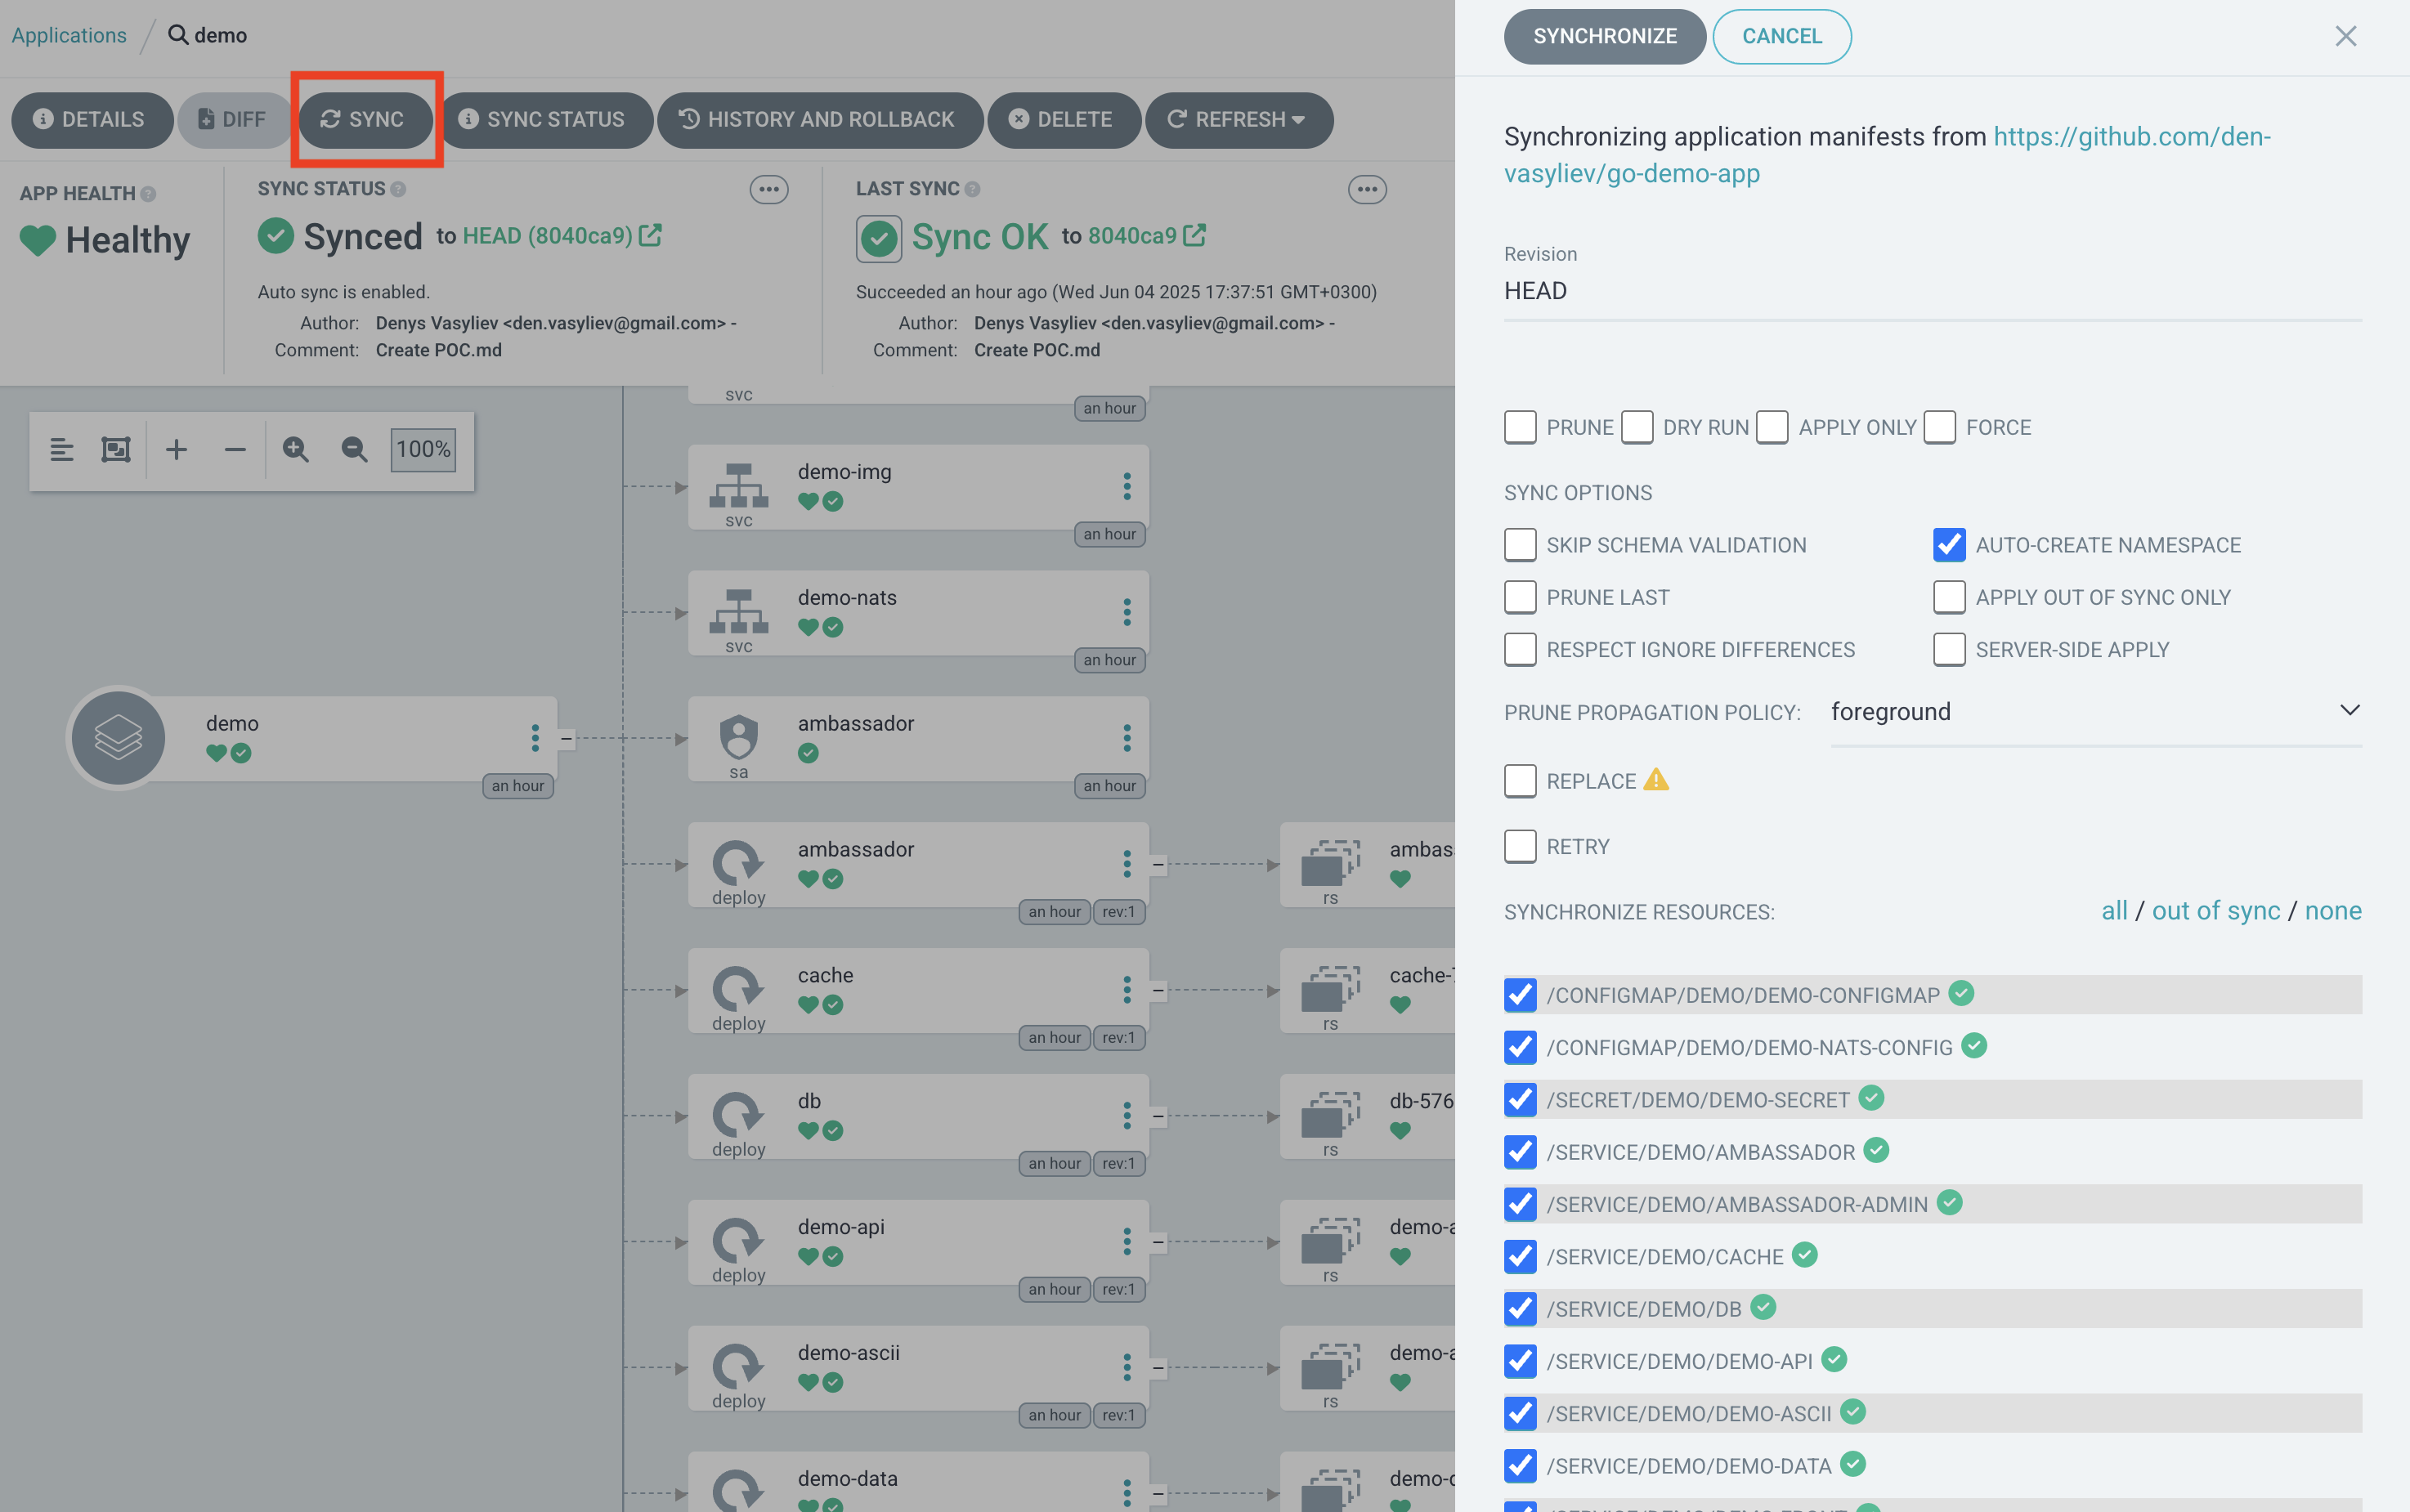 Applications / demo
DETAILS DIFF SYNC SYNC STATUS HISTORY AND ROLLBACK DELETE REFRESH
APP HEALTH
Healthy
SYNC STATUS
Synced to HEAD (8040ca9)
Auto sync is enabled.
Author: Denys Vasyliev <den.vasyliev@gmail.com> -
Comment: Create POC.md
LAST SYNC
Sync OK to 8040ca9
Succeeded an hour ago (Wed Jun 04 2025 17:37:51 GMT+0300)
Author: Denys Vasyliev <den.vasyliev@gmail.com> -
Comment: Create POC.md
100%
demo
an hour
svc
an hour
demo-img
svc
an hour
demo-nats
svc
an hour
ambassador
sa
an hour
ambassador
deploy
an hour rev:1
ambas
rs
cache
deploy
an hour rev:1
cache-
rs
db
deploy
an hour rev:1
db-576
rs
demo-api
deploy
an hour rev:1
demo-a
rs
demo-ascii
deploy
an hour rev:1
demo-a
rs
demo-data
SYNCHRONIZE CANCEL
Synchronizing application manifests from https://github.com/den-
vasyliev/go-demo-app
Revision
HEAD
PRUNE DRY RUN APPLY ONLY FORCE
SYNC OPTIONS
SKIP SCHEMA VALIDATION AUTO-CREATE NAMESPACE
PRUNE LAST APPLY OUT OF SYNC ONLY
RESPECT IGNORE DIFFERENCES SERVER-SIDE APPLY
PRUNE PROPAGATION POLICY: foreground
REPLACE
RETRY
SYNCHRONIZE RESOURCES: all / out of sync / none
/CONFIGMAP/DEMO/DEMO-CONFIGMAP
/CONFIGMAP/DEMO/DEMO-NATS-CONFIG
/SECRET/DEMO/DEMO-SECRET
/SERVICE/DEMO/AMBASSADOR
/SERVICE/DEMO/AMBASSADOR-ADMIN
/SERVICE/DEMO/CACHE
/SERVICE/DEMO/DB
/SERVICE/DEMO/DEMO-API
/SERVICE/DEMO/DEMO-ASCII
/SERVICE/DEMO/DEMO-DATA